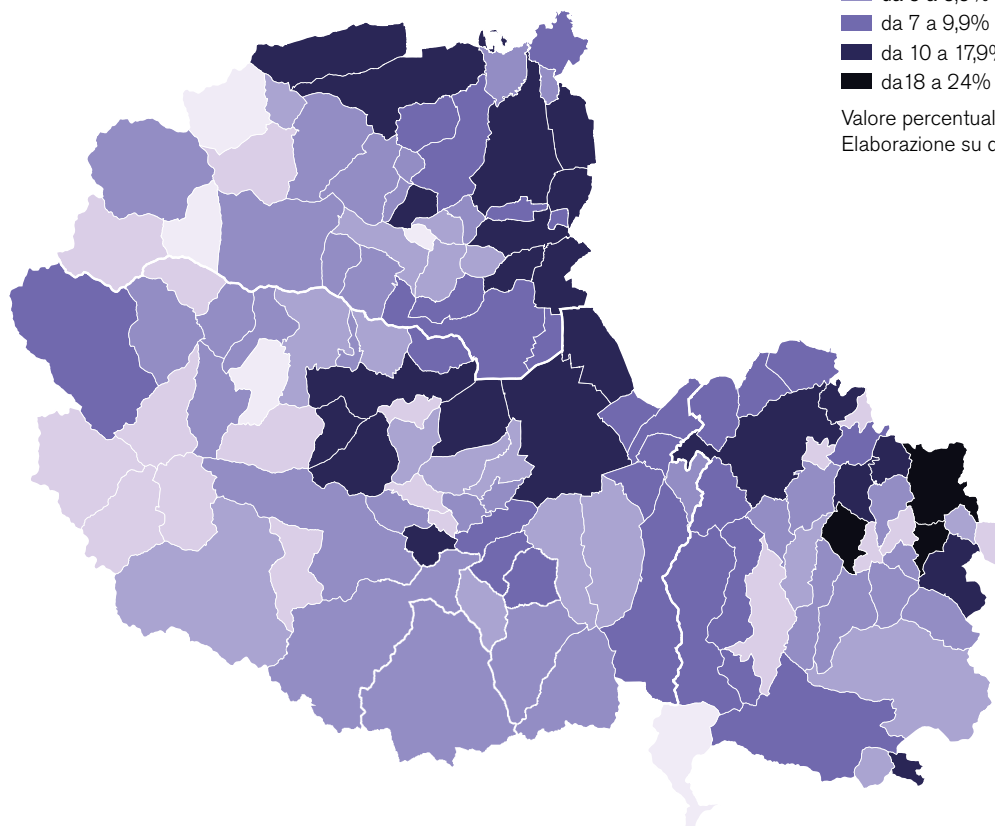 da 7 a 9,9%
da 10 a 17,9%
da18 a 24%
Valore percentual
Elaborazione su d